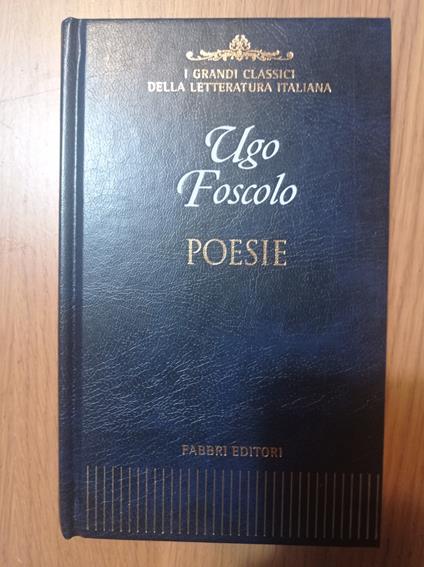 I GRANDI CLASSICI
DELLA LETTERATURA ITALIANA
Ugo
Foscolo
POESIE
FABBRI EDITORI